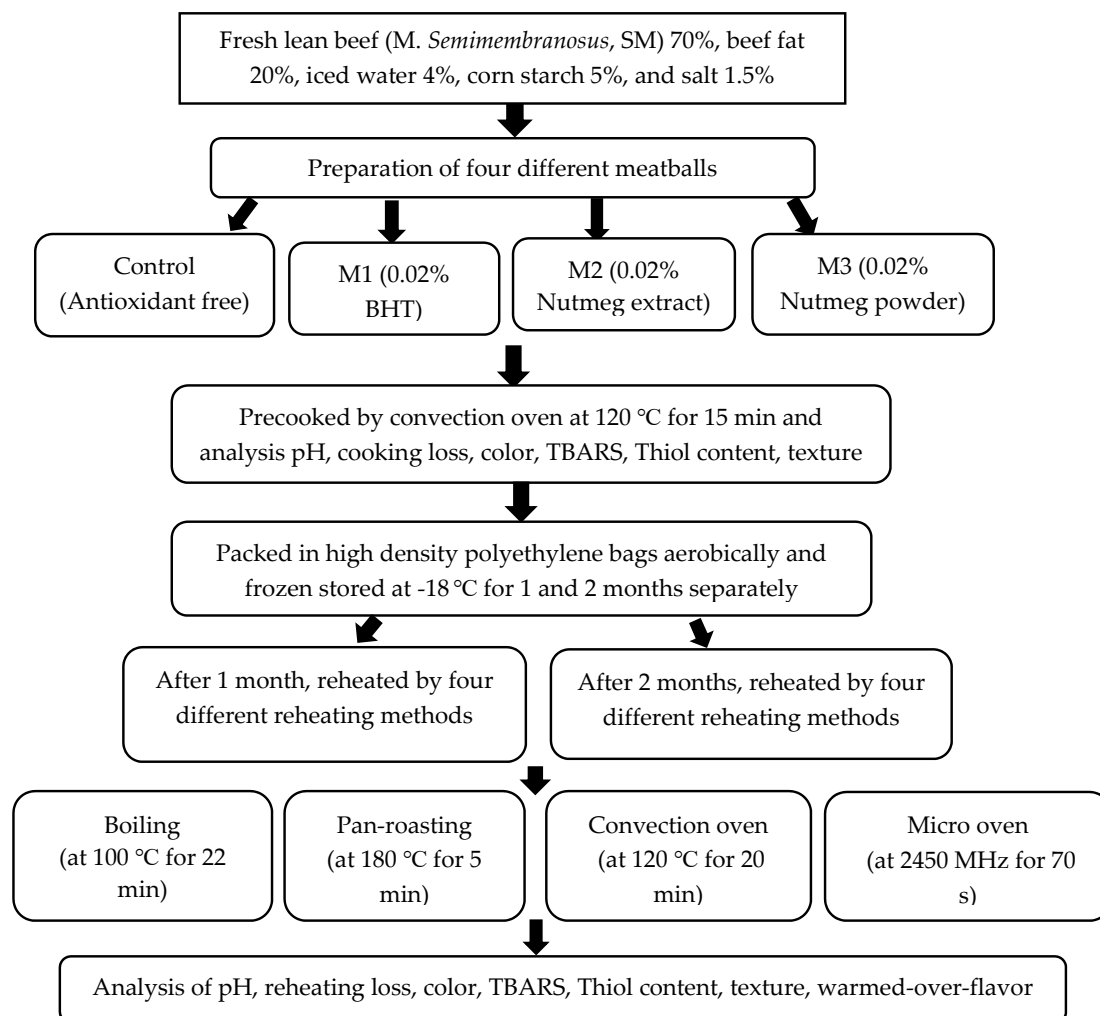 Fresh lean beef (M. Semimembranosus, SM) 70%, beef fat
20%, iced water 4%, corn starch 5%, and salt 1.5%
Preparation of four different meatballs
Control
(Antioxidant free)
M1 (0.02%
BHT)
M2 (0.02%
Nutmeg extract)
M3 (0.02%
Nutmeg powder)
Precooked by convection oven at 120 °C for 15 min and
analysis pH, cooking loss, color, TBARS, Thiol content, texture
Packed in high density polyethylene bags aerobically and
frozen stored at -18 °C for 1 and 2 months separately
After 1 month, reheated by four
different reheating methods
After 2 months, reheated by four
different reheating methods
Boiling
(at 100 °C for 22
min)
Pan-roasting
(at 180 °C for 5
min)
Convection oven
(at 120 °C for 20
min)
Micro oven
(at 2450 MHz for 70
s)
Analysis of pH, reheating loss, color, TBARS, Thiol content, texture, warmed-over-flavor